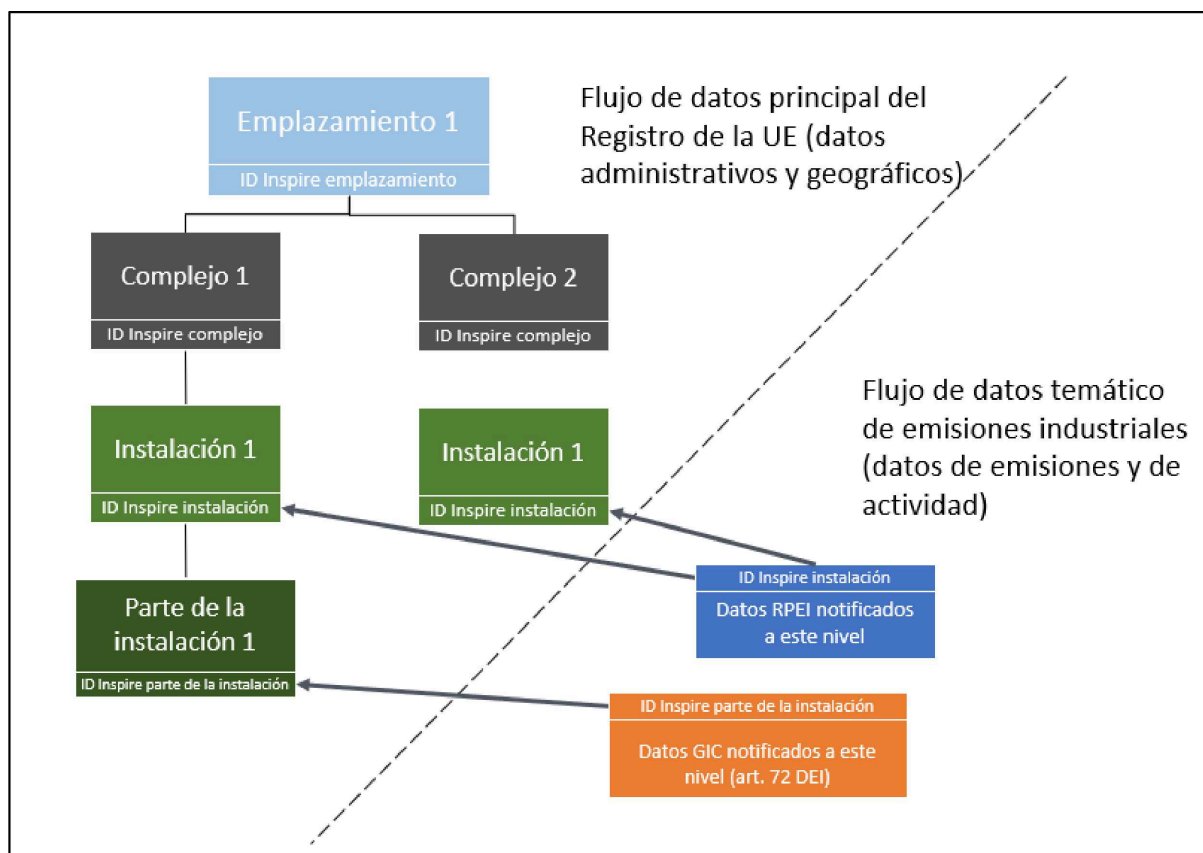 Emplazamiento 1
ID Inspire emplazamiento
Flujo de datos principal del
Registro de la UE (datos
administrativos y geográficos)
Complejo 1
ID Inspire complejo
Complejo 2
ID Inspire complejo
Instalación 1
ID Inspire instalación
Instalación 1
ID Inspire instalación
Flujo de datos temático
de emisiones industriales
(datos de emisiones y de
actividad)
Parte de la
instalación 1
ID Inspire parte de la instalación
ID Inspire instalación
Datos RPEI notificados
a este nivel
ID Inspire parte de la instalación
Datos GIC notificados a este
nivel (art. 72 DEI)